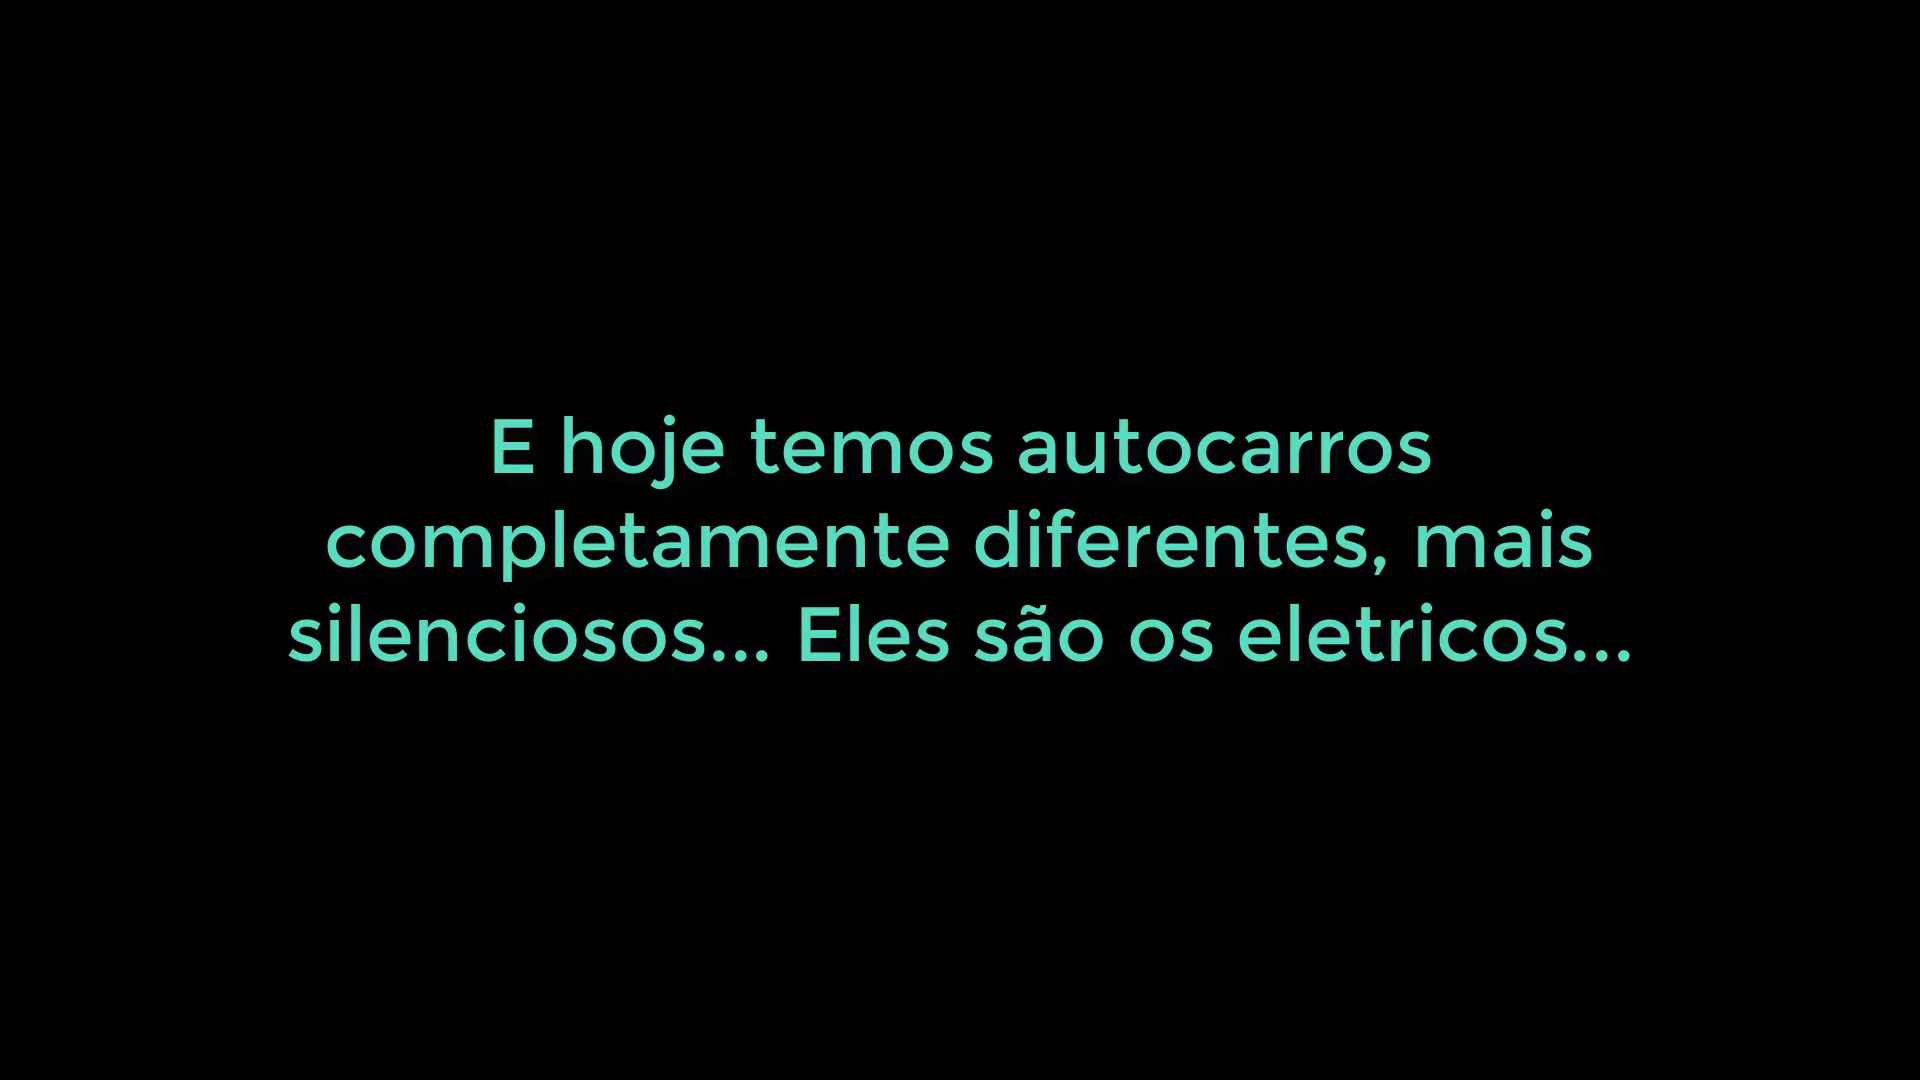 E hoje temos autocarros
completamente diferentes, mais
silenciosos... Eles são os eletricos...